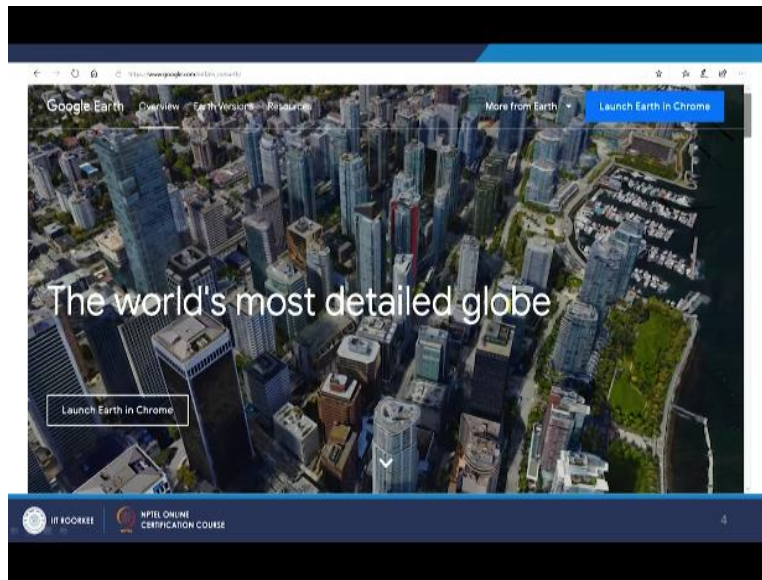 Google Earth Overview Earth Versions Resources More from Earth Launch Earth in Chrome
The world's most detailed globe
Launch Earth in Chrome
IIT ROORKEE
NPTEL ONLINE
CERTIFICATION COURSE
4